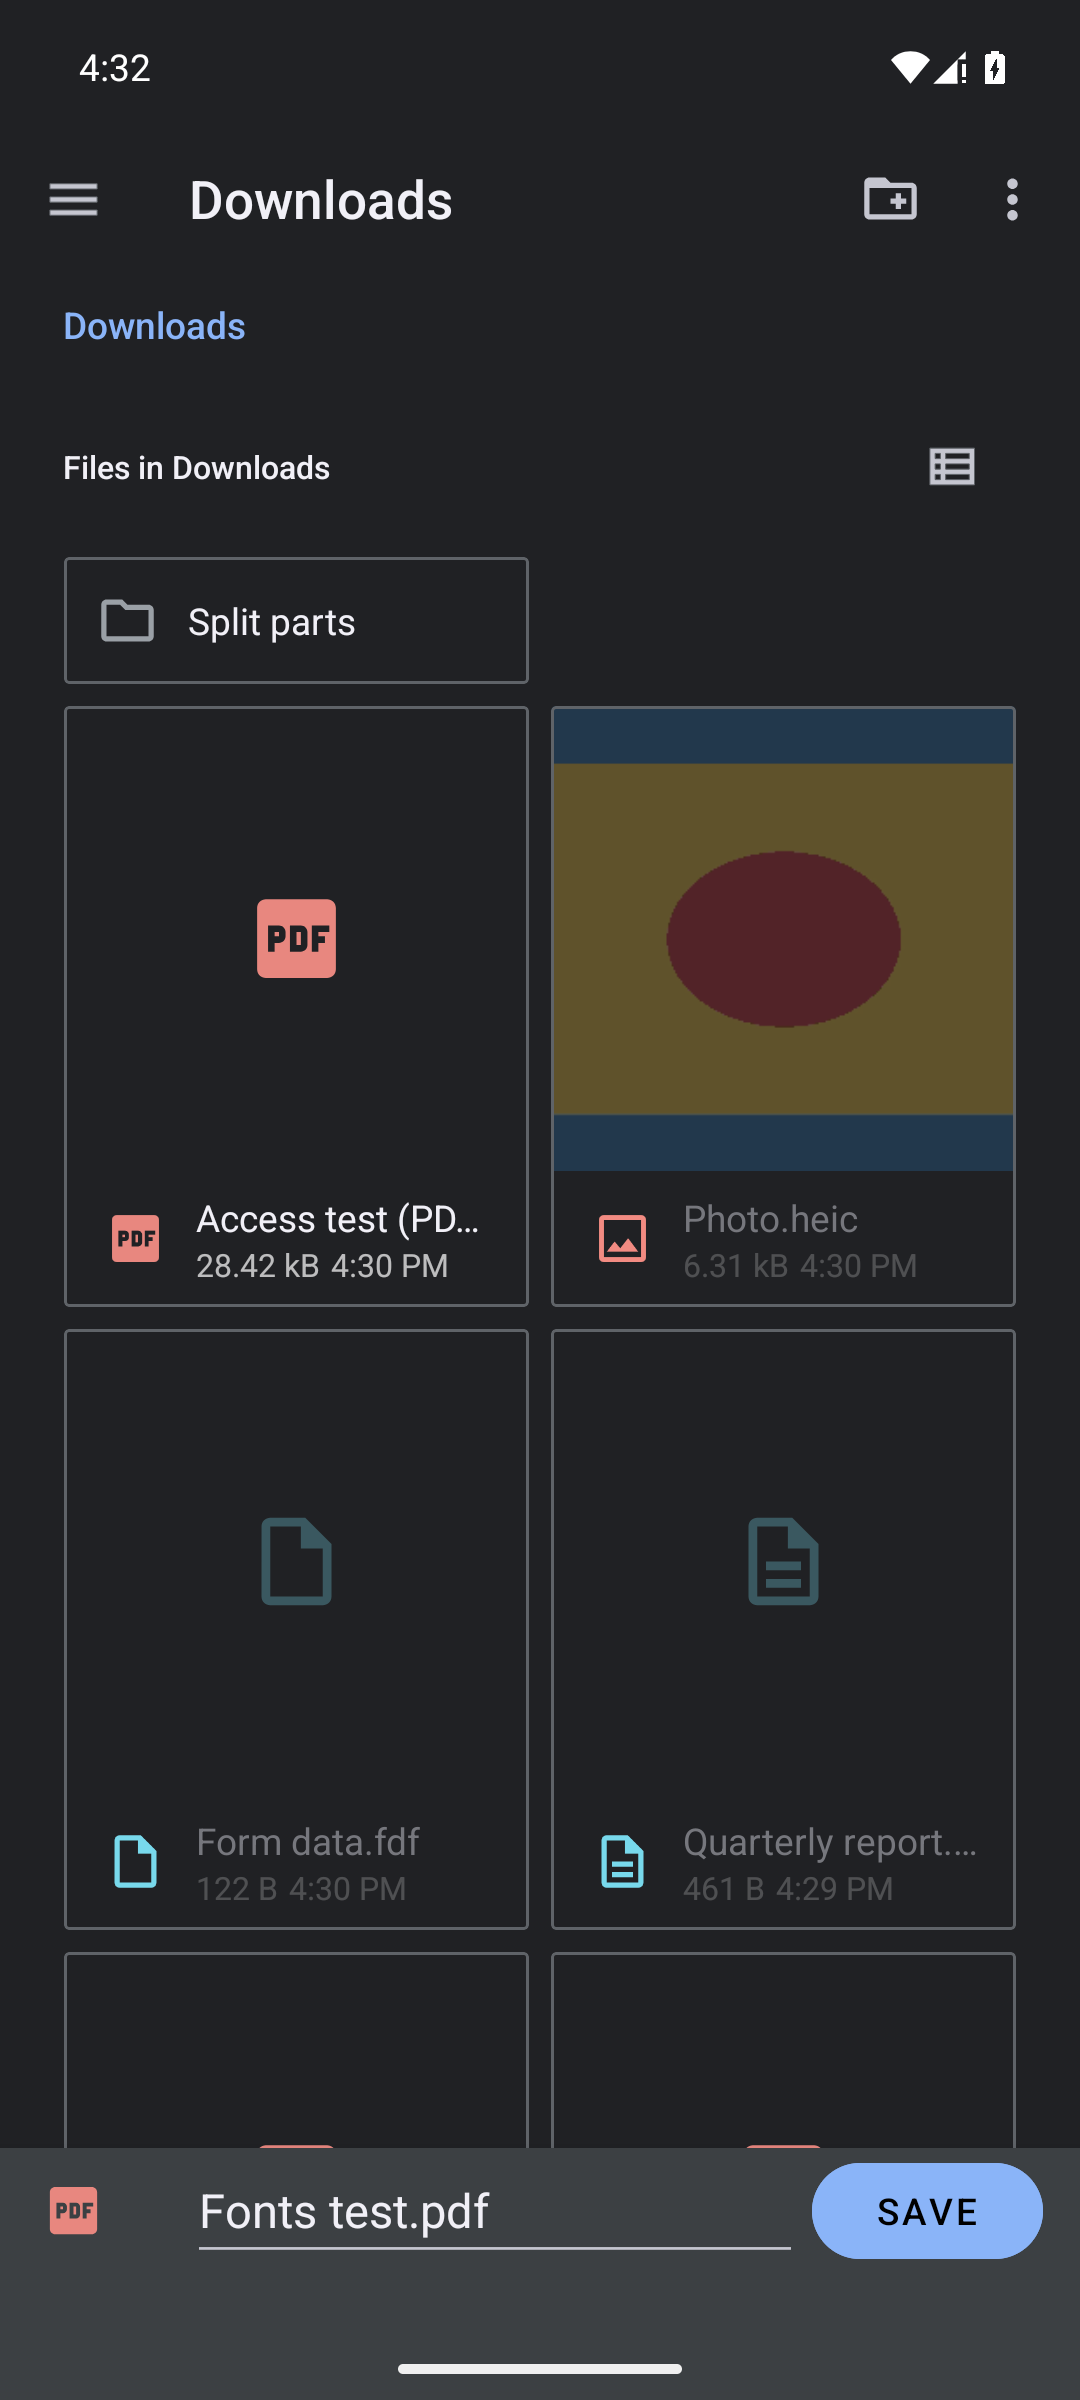 4:32
Downloads
Downloads
Files in Downloads
Split parts
PDF
PDF
Access test (PD…
28.42 kB 4:30 PM
Photo.heic
6.31 kB 4:30 PM
Form data.fdf
122 B 4:30 PM
Quarterly report.…
461 B 4:29 PM
PDF
Fonts test.pdf
SAVE